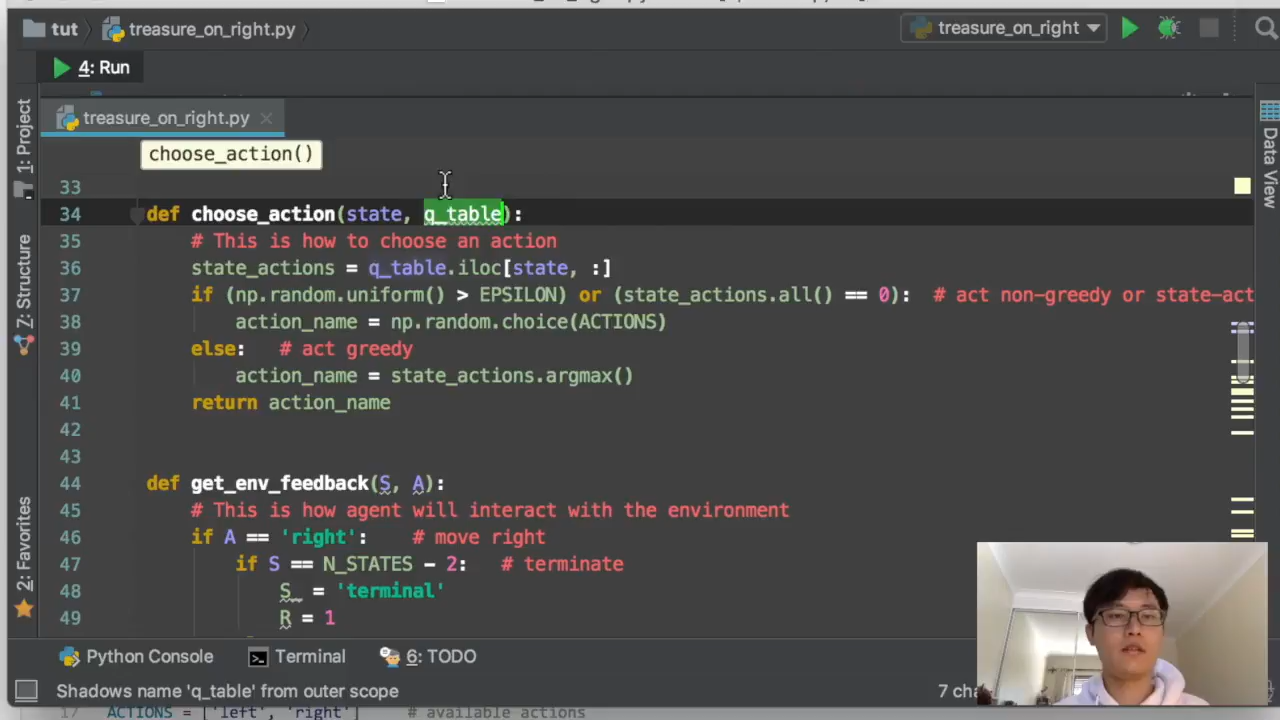 tut treasure_on_right.py treasure_on_right
4: Run
treasure_on_right.py
choose_action()
1: Project
Z: Structure
2: Favorites
Data View
33
34 def choose_action(state, q_table):
35 # This is how to choose an action
36 state_actions = q_table.iloc[state, :]
37 if (np.random.uniform() > EPSILON) or (state_actions.all() == 0): # act non-greedy or state-act
38 action_name = np.random.choice(ACTIONS)
39 else: # act greedy
40 action_name = state_actions.argmax()
41 return action_name
42
43
44 def get_env_feedback(S, A):
45 # This is how agent will interact with the environment
46 if A == 'right': # move right
47 if S == N_STATES - 2: # terminate
48 S_ = 'terminal'
49 R = 1
Python Console Terminal 6: TODO
Shadows name 'q_table' from outer scope 7 cha
17 ACTIONS = ['left', 'right'] # available actions